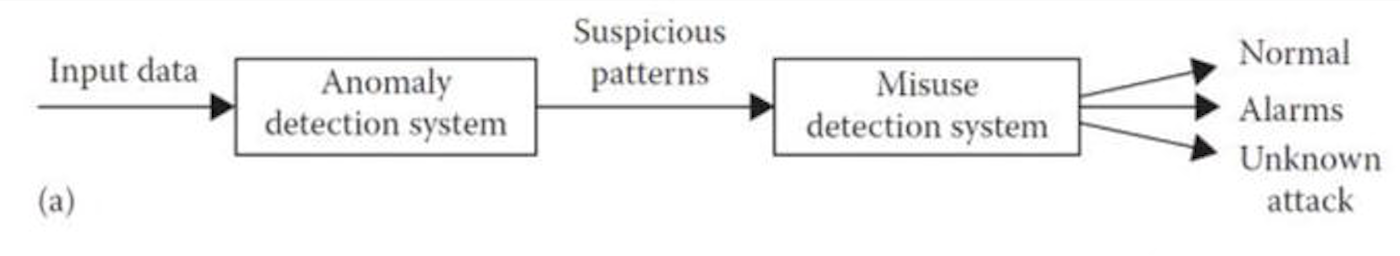 Input data
Anomaly
detection system
Suspicious
patterns
Misuse
detection system
Normal
Alarms
Unknown
attack
(a)